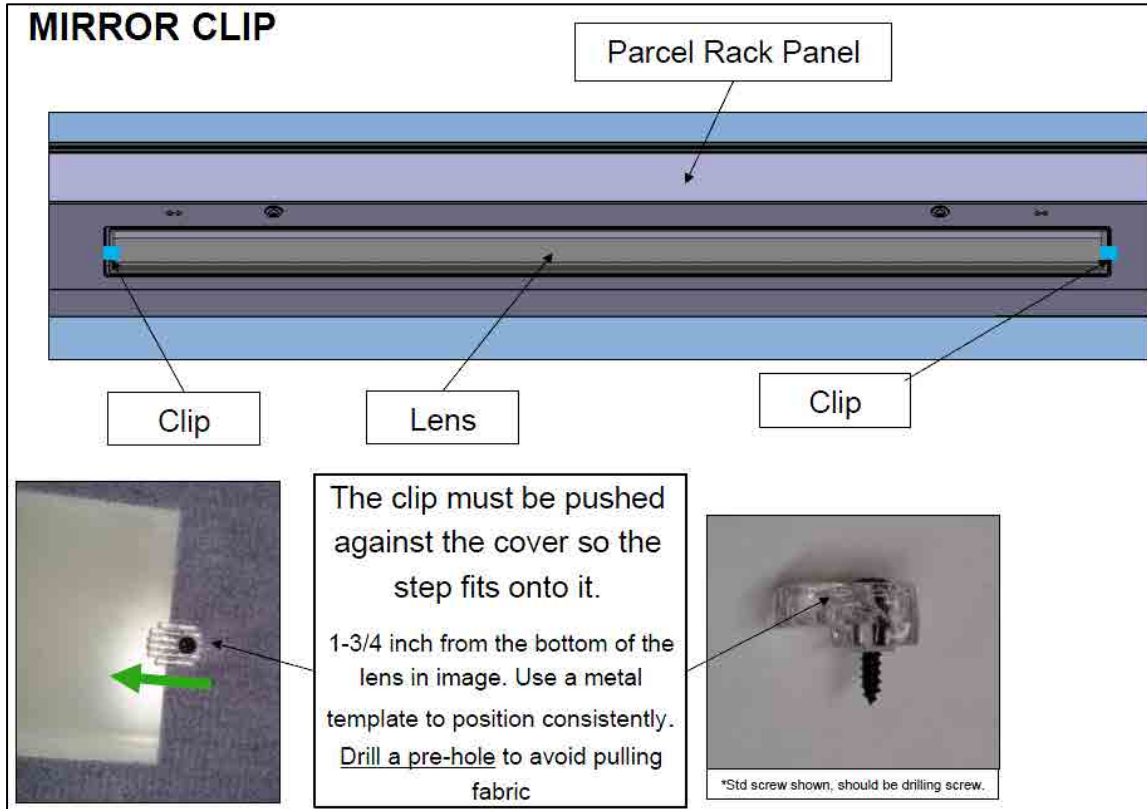 MIRROR CLIP
Parcel Rack Panel
Clip
Lens
Clip
The clip must be pushed
against the cover so the
step fits onto it.
1-3/4 inch from the bottom of the
lens in image. Use a metal
template to position consistently.
Drill a pre-hole to avoid pulling
fabric
*Std screw shown, should be drilling screw.